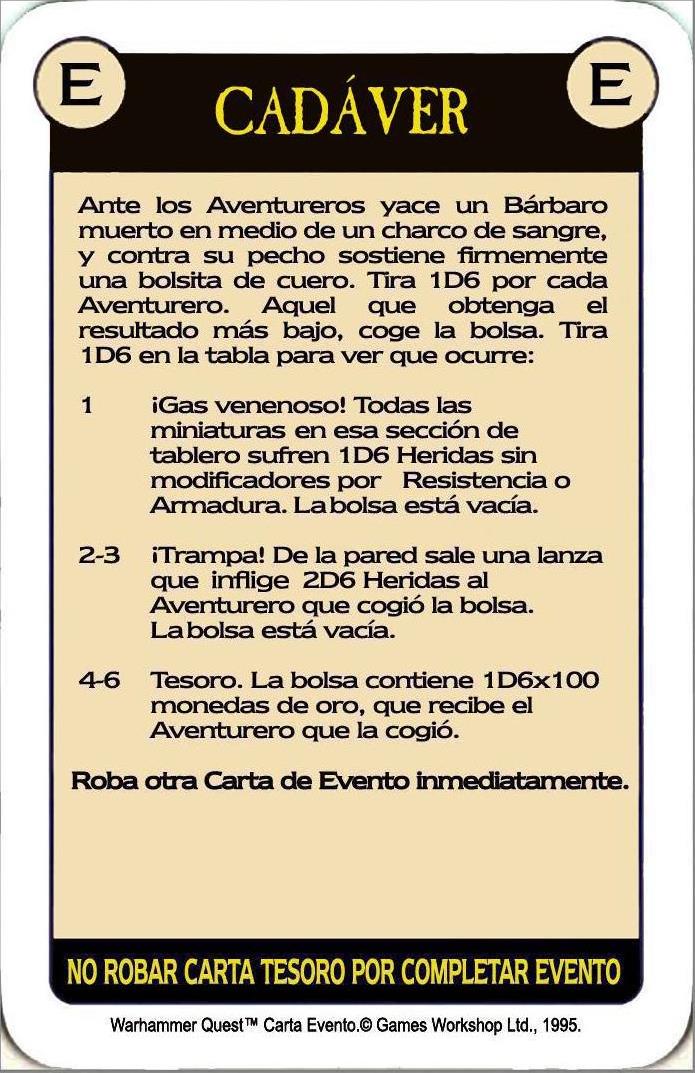 E E
CADÁVER
Ante los Aventureros yace un Bárbaro
muerto en medio de un charco de sangre,
y contra su pecho sostiene firmemente
una bolsita de cuero. Tira 1D6 por cada
Aventurero. Aquel que obtenga el
resultado más bajo, coge la bolsa. Tira
1D6 en la tabla para ver que ocurre:
1 ¡Gas venenoso! Todas las
miniaturas en esa sección de
tablero sufren 1D6 Heridas sin
modificadores por Resistencia o
Armadura. La bolsa está vacía.
2-3 ¡Trampa! De la pared sale una lanza
que inflige 2D6 Heridas al
Aventurero que cogió la bolsa.
La bolsa está vacía.
4-6 Tesoro. La bolsa contiene 1D6x100
monedas de oro, que recibe el
Aventurero que la cogió.
Roba otra Carta de Evento inmediatamente.
NO ROBAR CARTA TESORO POR COMPLETAR EVENTO
Warhammer Quest™ Carta Evento.© Games Workshop Ltd., 1995.